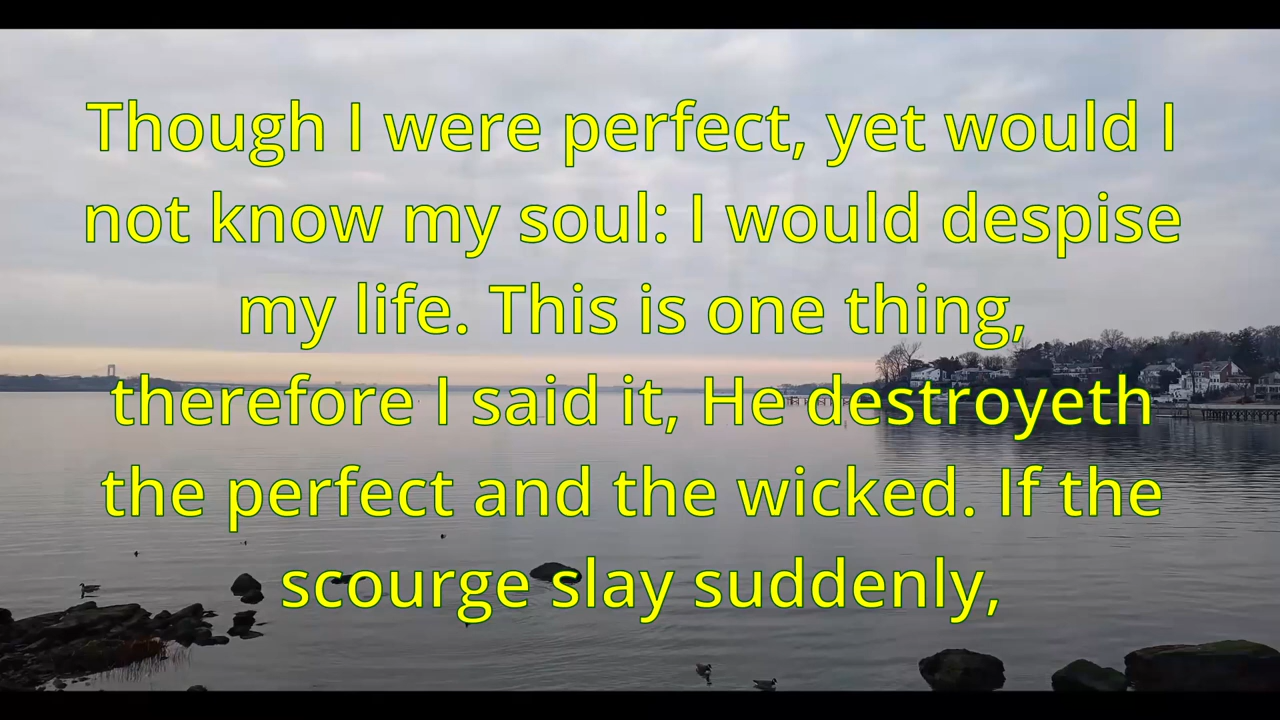 Though I were perfect, yet would I
not know my soul: I would despise
my life. This is one thing,
therefore I said it, He destroyeth
the perfect and the wicked. If the
scourge slay suddenly,